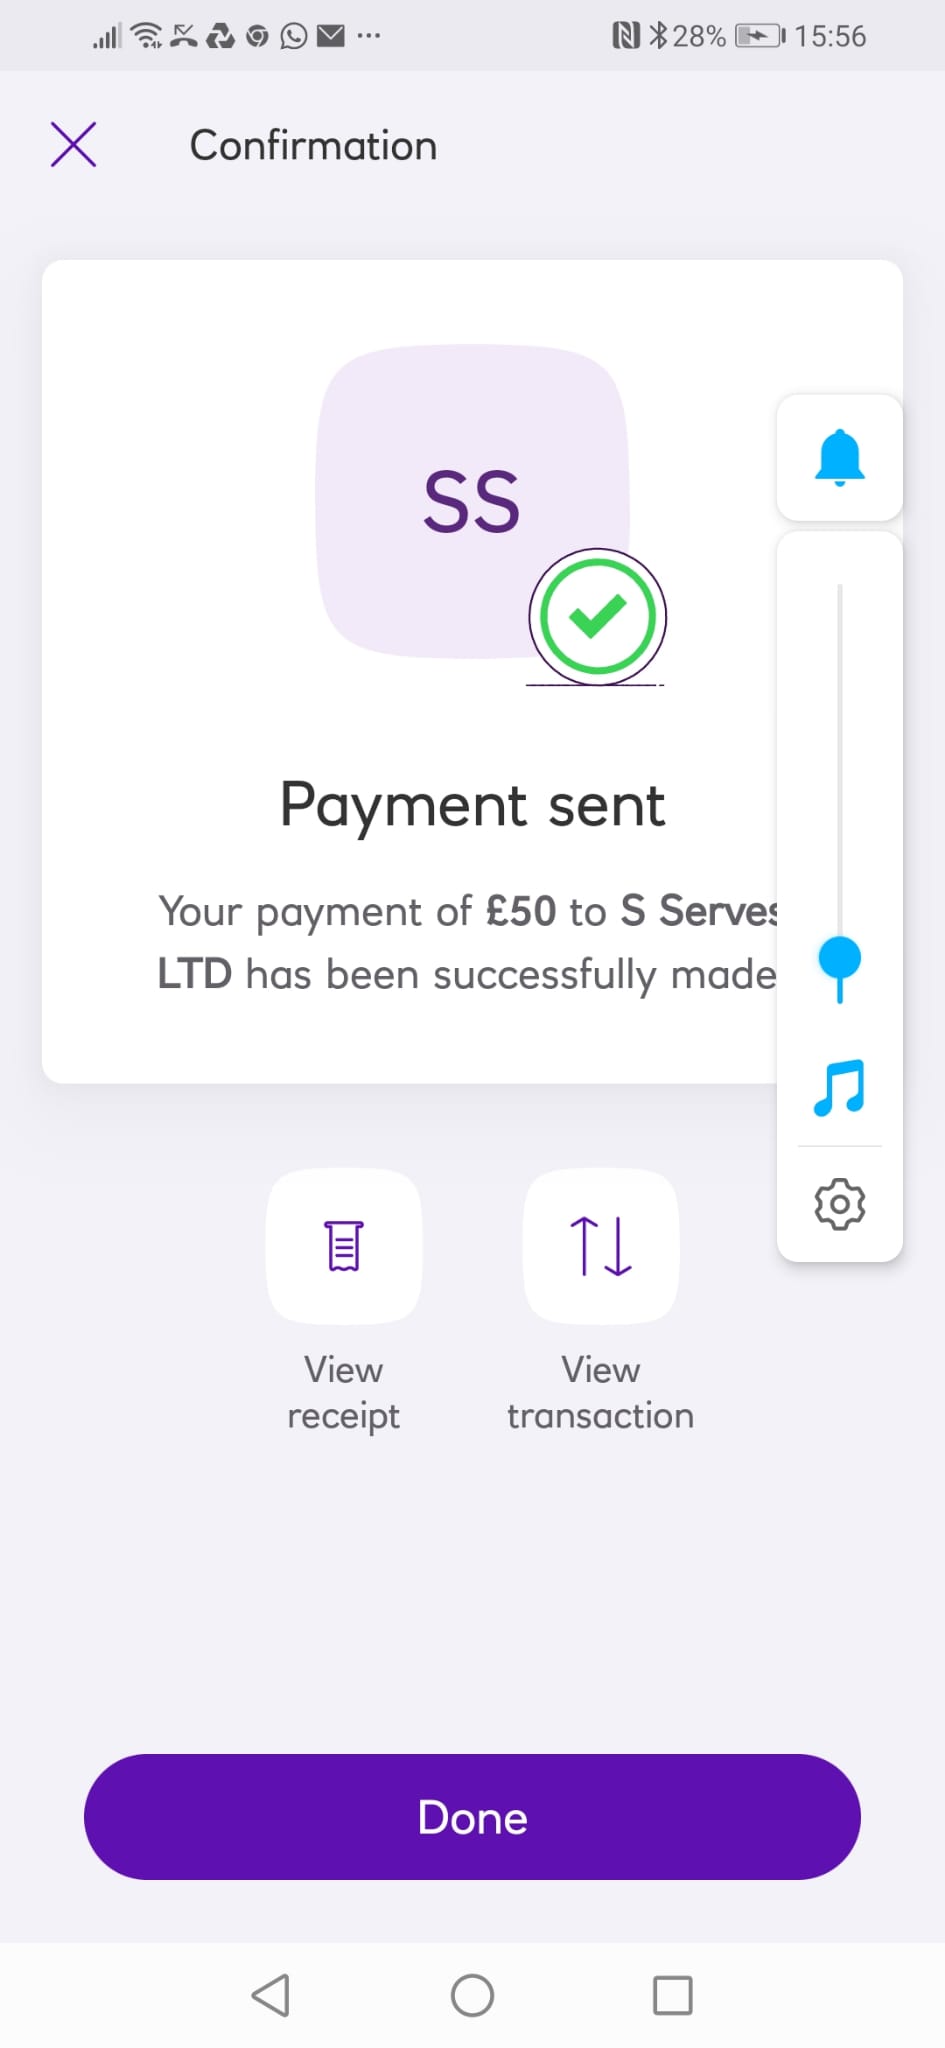 28% 15:56
Confirmation
SS
Payment sent
Your payment of £50 to S Serves
LTD has been successfully made
View
receipt
View
transaction
Done